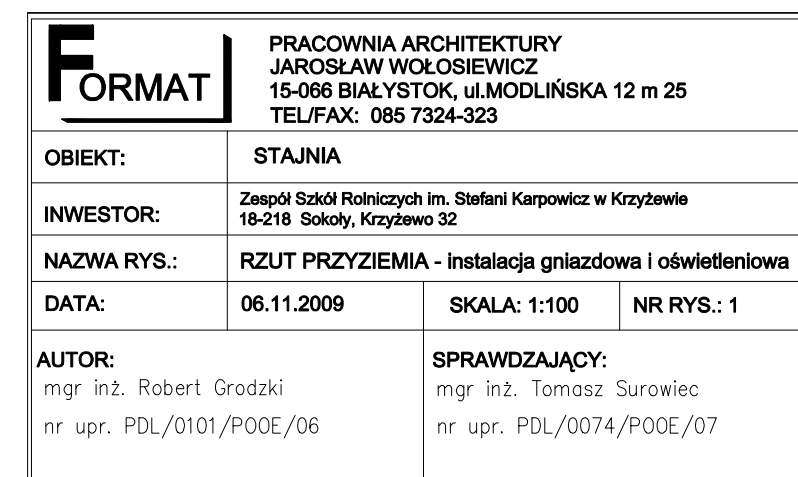 FORMAT
PRACOWNIA ARCHITEKTURY
JAROSŁAW WOŁOSIEWICZ
15-066 BIAŁYSTOK, ul.MODLIŃSKA 12 m 25
TEL/FAX: 085 7324-323
OBIEKT: STAJNIA
INWESTOR: Zespół Szkół Rolniczych im. Stefani Karpowicz w Krzyżewie
18-218 Sokoły, Krzyżewo 32
NAZWA RYS.: RZUT PRZYZIEMIA - instalacja gniazdowa i oświetleniowa
DATA: 06.11.2009 SKALA: 1:100 NR RYS.: 1
AUTOR:
mgr inż. Robert Grodzki
nr upr. PDL/0101/POOE/06
SPRAWDZAJĄCY:
mgr inż. Tomasz Surowiec
nr upr. PDL/0074/POOE/07